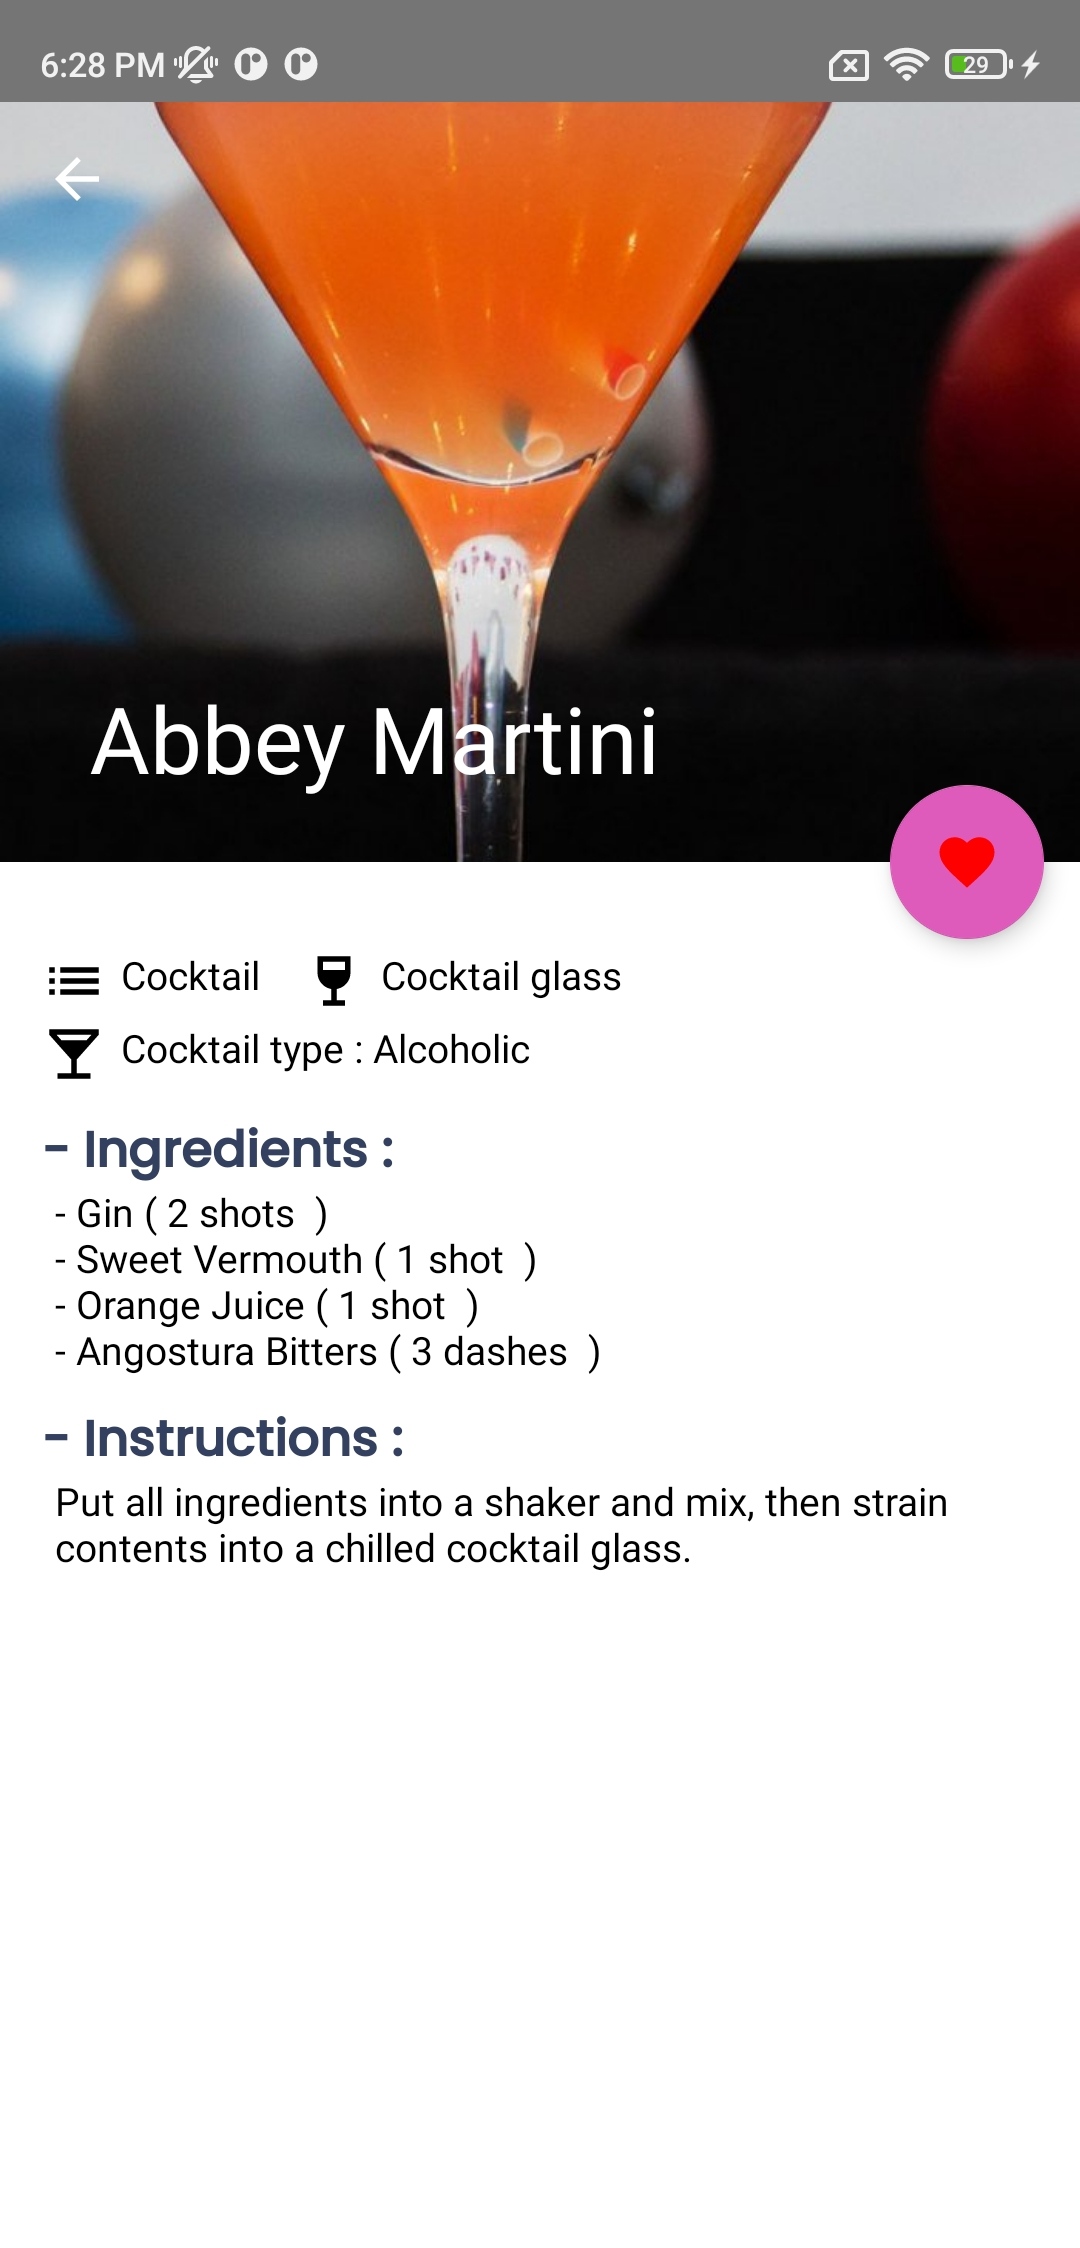 6:28 PM 29
Abbey Martini
Cocktail Cocktail glass
Cocktail type : Alcoholic
- Ingredients :
- Gin ( 2 shots  )
- Sweet Vermouth ( 1 shot  )
- Orange Juice ( 1 shot  )
- Angostura Bitters ( 3 dashes  )
- Instructions :
Put all ingredients into a shaker and mix, then strain
contents into a chilled cocktail glass.